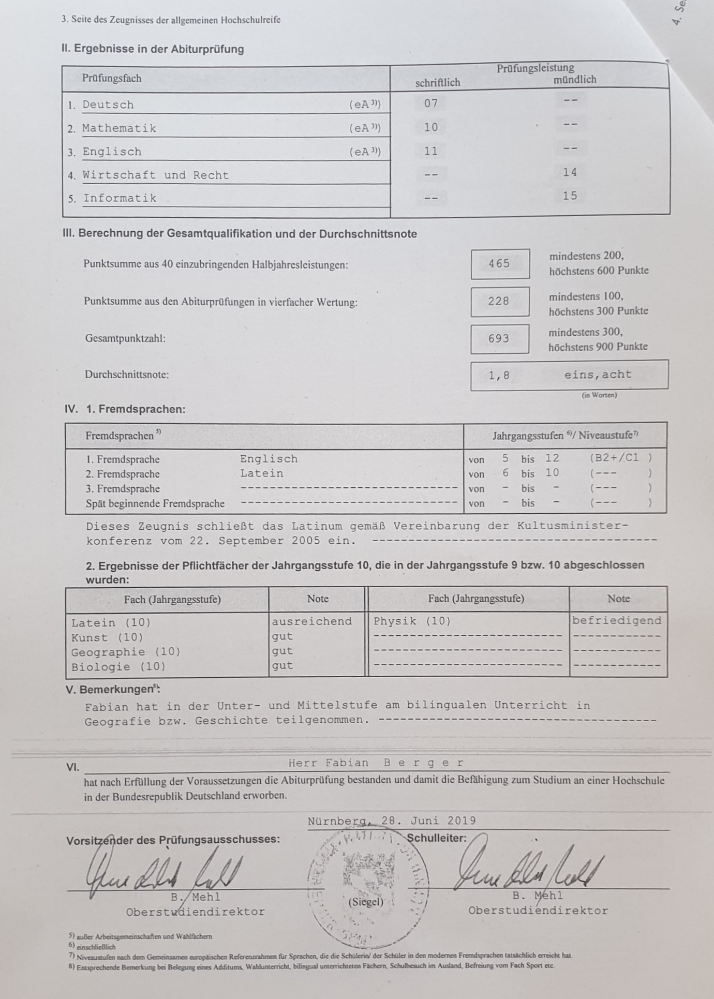 3. Seite des Zeugnisses der allgemeinen Hochschulreife
4. Se
II. Ergebnisse in der Abiturprüfung
Prüfungsfach
Prüfungsleistung
schriftlich mündlich
1. Deutsch (eA 3)) 07 --
2. Mathematik (eA 3)) 10 --
3. Englisch (eA 3)) 11 --
4. Wirtschaft und Recht -- 14
5. Informatik -- 15
III. Berechnung der Gesamtqualifikation und der Durchschnittsnote
Punktsumme aus 40 einzubringenden Halbjahresleistungen: 465 mindestens 200,
höchstens 600 Punkte
Punktsumme aus den Abiturprüfungen in vierfacher Wertung: 228 mindestens 100,
höchstens 300 Punkte
Gesamtpunktzahl: 693 mindestens 300,
höchstens 900 Punkte
Durchschnittsnote: 1,8 eins,acht
(in Worten)
IV. 1. Fremdsprachen:
Fremdsprachen 5) Jahrgangsstufen 6)/ Niveaustufe7)
1. Fremdsprache Englisch von 5 bis 12 (B2+/C1 )
2. Fremdsprache Latein von 6 bis 10 (--- )
3. Fremdsprache ------------------------------ von - bis - (--- )
Spät beginnende Fremdsprache ------------------------------ von - bis - (--- )
Dieses Zeugnis schließt das Latinum gemäß Vereinbarung der Kultusminister-
konferenz vom 22. September 2005 ein. ----------------------------------------
2. Ergebnisse der Pflichtfächer der Jahrgangsstufe 10, die in der Jahrgangsstufe 9 bzw. 10 abgeschlossen
wurden:
Fach (Jahrgangsstufe) Note Fach (Jahrgangsstufe) Note
Latein (10) ausreichend Physik (10) befriedigend
Kunst (10) gut -------------------------- ------------
Geographie (10) gut -------------------------- ------------
Biologie (10) gut -------------------------- ------------
V. Bemerkungen8):
Fabian hat in der Unter- und Mittelstufe am bilingualen Unterricht in
Geografie bzw. Geschichte teilgenommen. ---------------------------------------
VI. Herr Fabian B e r g e r
hat nach Erfüllung der Voraussetzungen die Abiturprüfung bestanden und damit die Befähigung zum Studium an einer Hochschule
in der Bundesrepublik Deutschland erworben.
Nürnberg, 28. Juni 2019
Vorsitzender des Prüfungsausschusses: Schulleiter:
B. Mehl (Siegel) B. Mehl
Oberstudiendirektor Oberstudiendirektor
5) außer Arbeitsgemeinschaften und Wahlfächern
6) einschließlich
7) Niveaustufen nach dem Gemeinsamen europäischen Referenzrahmen für Sprachen, die die Schülerin/ der Schüler in den modernen Fremdsprachen tatsächlich erreicht hat.
8) Entsprechende Bemerkung bei Belegung eines Additums, Wahlunterricht, bilingual unterrichteten Fächern, Schulbesuch im Ausland, Befreiung vom Fach Sport etc.